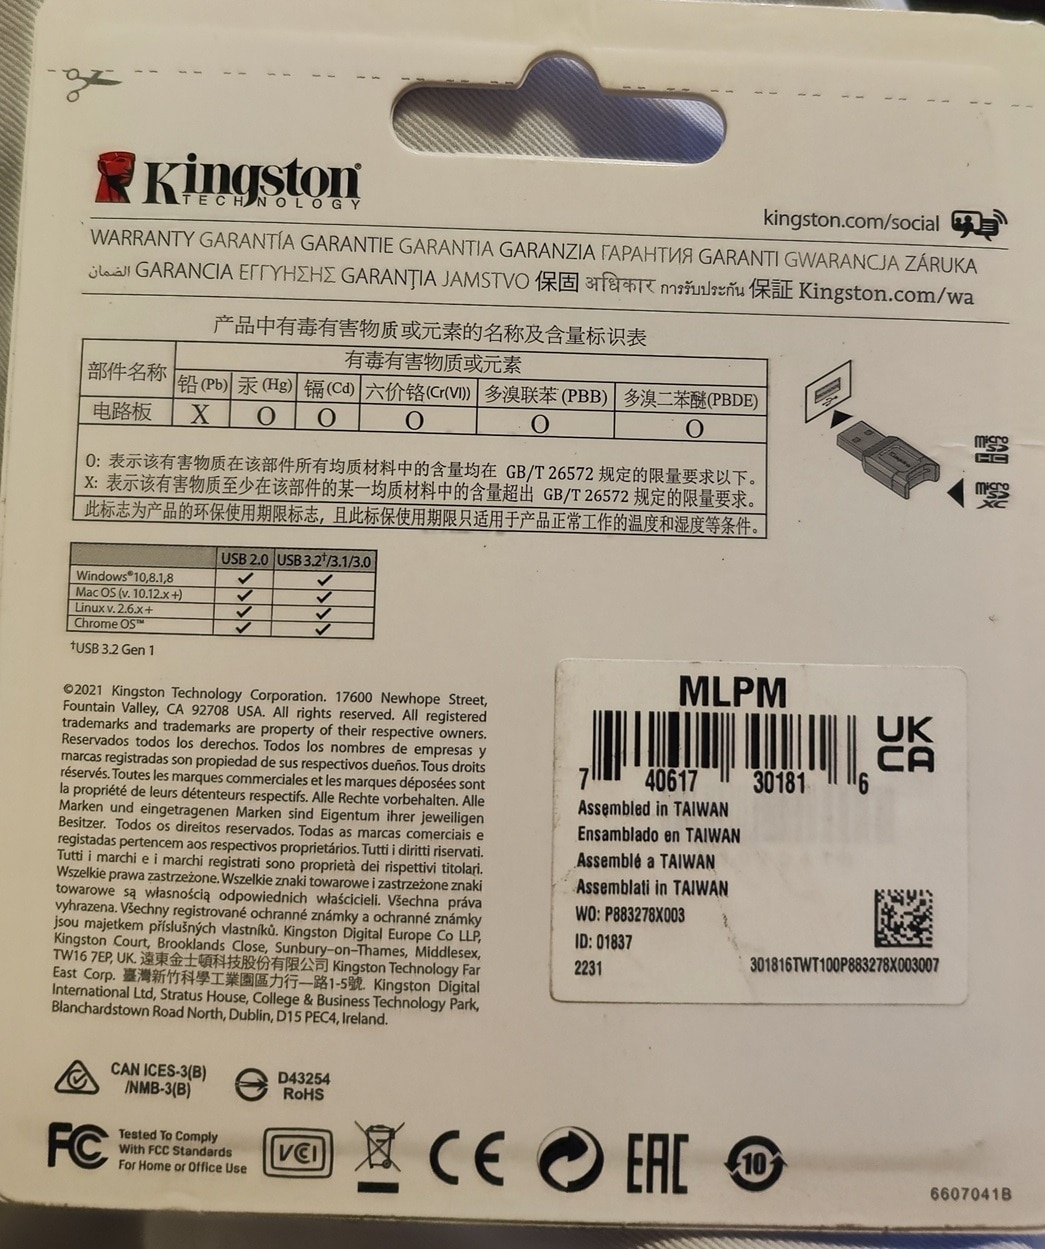 Kingston®
TECHNOLOGY
kingston.com/social
WARRANTY GARANTÍA GARANTIE GARANTIA GARANZIA ГАРАНТИЯ GARANTI GWARANCJA ZÁRUKA
الضمان GARANCIA ΕΓΓΥΗΣΗΣ GARANŢIA JAMSTVO 保固 अधिकार การรับประกัน 保証 Kingston.com/wa
产品中有毒有害物质或元素的名称及含量标识表
部件名称 有毒有害物质或元素
铅(Pb) 汞(Hg) 镉(Cd) 六价铬(Cr(VI)) 多溴联苯(PBB) 多溴二苯醚(PBDE)
电路板 X O O O O O
O: 表示该有害物质在该部件所有均质材料中的含量均在 GB/T 26572 规定的限量要求以下。
X: 表示该有害物质至少在该部件的某一均质材料中的含量超出 GB/T 26572 规定的限量要求。
此标志为产品的环保使用期限标志，且此标保使用期限只适用于产品正常工作的温度和湿度等条件。
micro SD HC
micro SD XC
USB 2.0 USB 3.2†/3.1/3.0
Windows® 10,8.1,8 ✓ ✓
Mac OS (v. 10.12.x +) ✓ ✓
Linux v. 2.6.x + ✓ ✓
Chrome OS™ ✓ ✓
†USB 3.2 Gen 1
©2021 Kingston Technology Corporation. 17600 Newhope Street,
Fountain Valley, CA 92708 USA. All rights reserved. All registered
trademarks and trademarks are property of their respective owners.
Reservados todos los derechos. Todos los nombres de empresas y
marcas registradas son propiedad de sus respectivos dueños. Tous droits
réservés. Toutes les marques commerciales et les marques déposées sont
la propriété de leurs détenteurs respectifs. Alle Rechte vorbehalten. Alle
Marken und eingetragenen Marken sind Eigentum ihrer jeweiligen
Besitzer. Todos os direitos reservados. Todas as marcas comerciais e
registadas pertencem aos respectivos proprietários. Tutti i diritti riservati.
Tutti i marchi e i marchi registrati sono proprietà dei rispettivi titolari.
Wszelkie prawa zastrzeżone. Wszelkie znaki towarowe i zastrzeżone znaki
towarowe są własnością odpowiednich właścicieli. Všechna práva
vyhrazena. Všechny registrované ochranné známky a ochranné známky
jsou majetkem příslušných vlastníků. Kingston Digital Europe Co LLP,
Kingston Court, Brooklands Close, Sunbury–on–Thames, Middlesex,
TW16 7EP, UK. 遠東金士頓科技股份有限公司 Kingston Technology Far
East Corp. 臺灣新竹科學工業園區力行一路1-5號. Kingston Digital
International Ltd, Stratus House, College & Business Technology Park,
Blanchardstown Road North, Dublin, D15 PEC4, Ireland.
MLPM
7 40617 30181 6
UK
CA
Assembled in TAIWAN
Ensamblado en TAIWAN
Assemblé a TAIWAN
Assemblati in TAIWAN
WO: P883278X003
ID: 01837
2231
301816TWT100P883278X003007
CAN ICES-3(B)
/NMB-3(B)
D43254
RoHS
FC
Tested To Comply
With FCC Standards
For Home or Office Use
VCCI
CE
EAC
10
6607041B